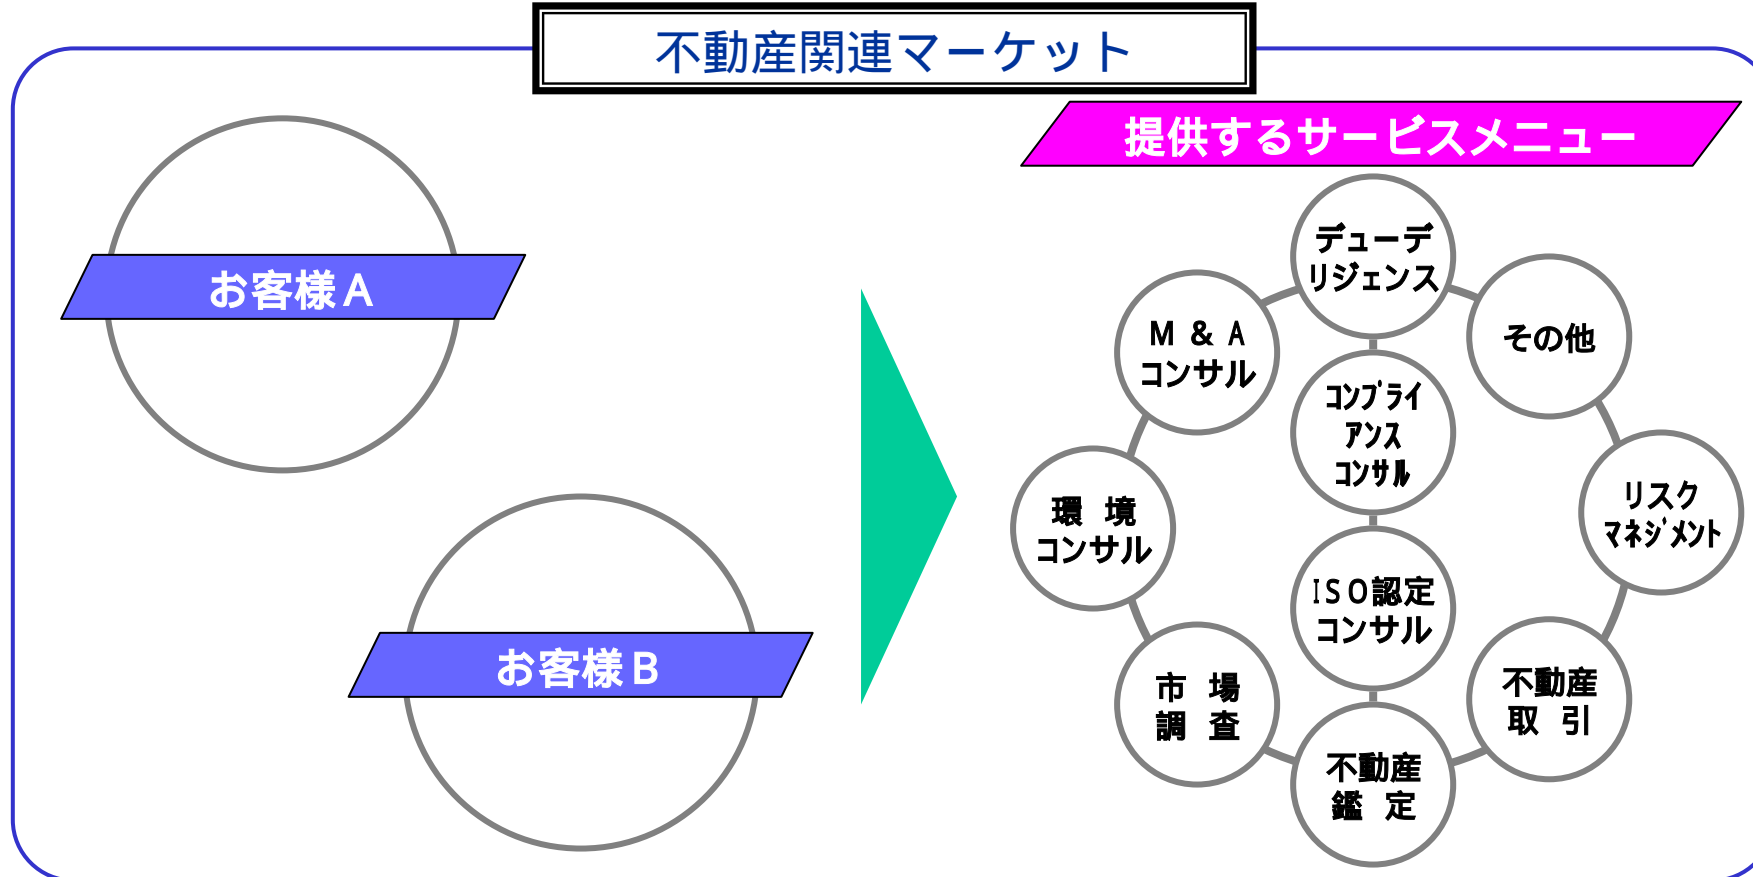 不動産関連マーケット
提供するサービスメニュー
お客様A
お客様B
デューデ
リジェンス
その他
M & A
コンサル
コンプライ
アンス
コンサル
リスク
マネジメント
環 境
コンサル
ISO認定
コンサル
市 場
調 査
不動産
取 引
不動産
鑑 定